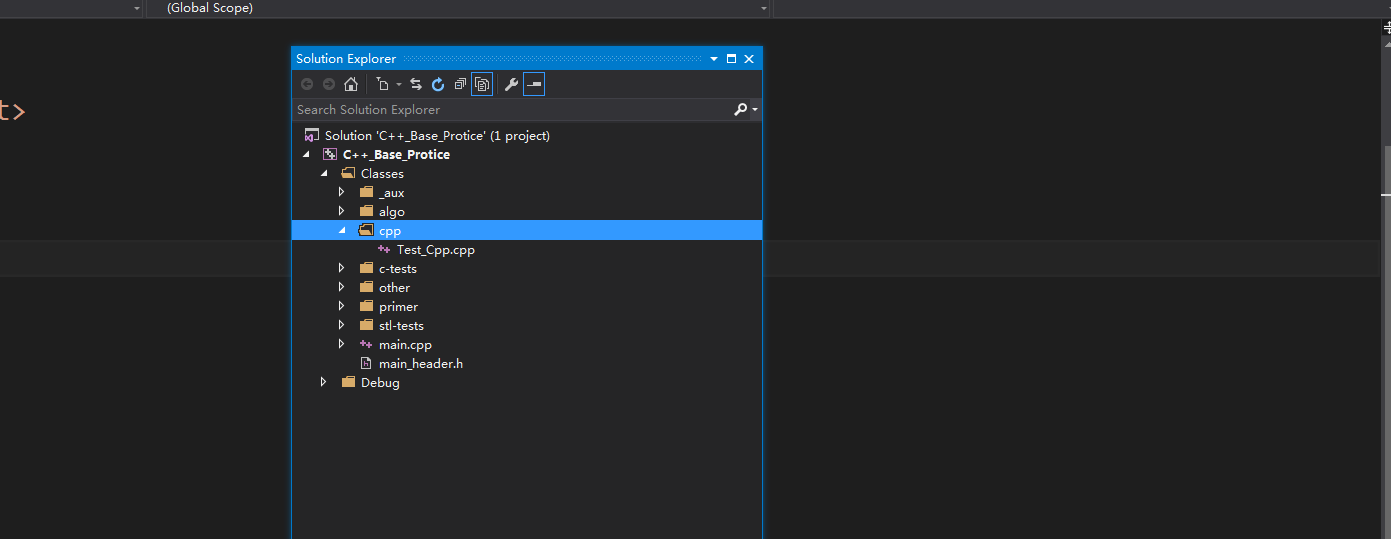 (Global Scope)
Solution Explorer
t>
Search Solution Explorer
Solution 'C++_Base_Protice' (1 project)
C++_Base_Protice
Classes
_aux
algo
cpp
Test_Cpp.cpp
c-tests
other
primer
stl-tests
main.cpp
main_header.h
Debug